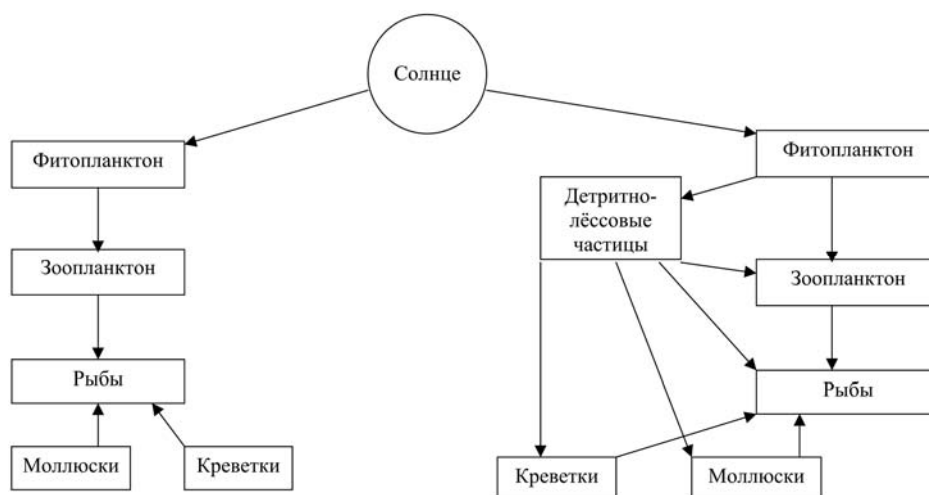 Солнце
Фитопланктон
Зоопланктон
Рыбы
Моллюски
Креветки
Фитопланктон
Детритно-
лёссовые
частицы
Зоопланктон
Рыбы
Креветки
Моллюски